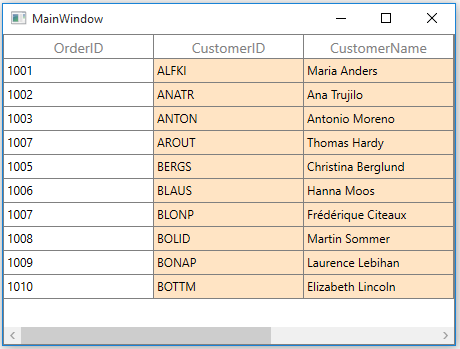 MainWindow
OrderID CustomerID CustomerName
1001 ALFKI Maria Anders
1002 ANATR Ana Trujilo
1003 ANTON Antonio Moreno
1007 AROUT Thomas Hardy
1005 BERGS Christina Berglund
1006 BLAUS Hanna Moos
1007 BLONP Frédérique Citeaux
1008 BOLID Martin Sommer
1009 BONAP Laurence Lebihan
1010 BOTTM Elizabeth Lincoln